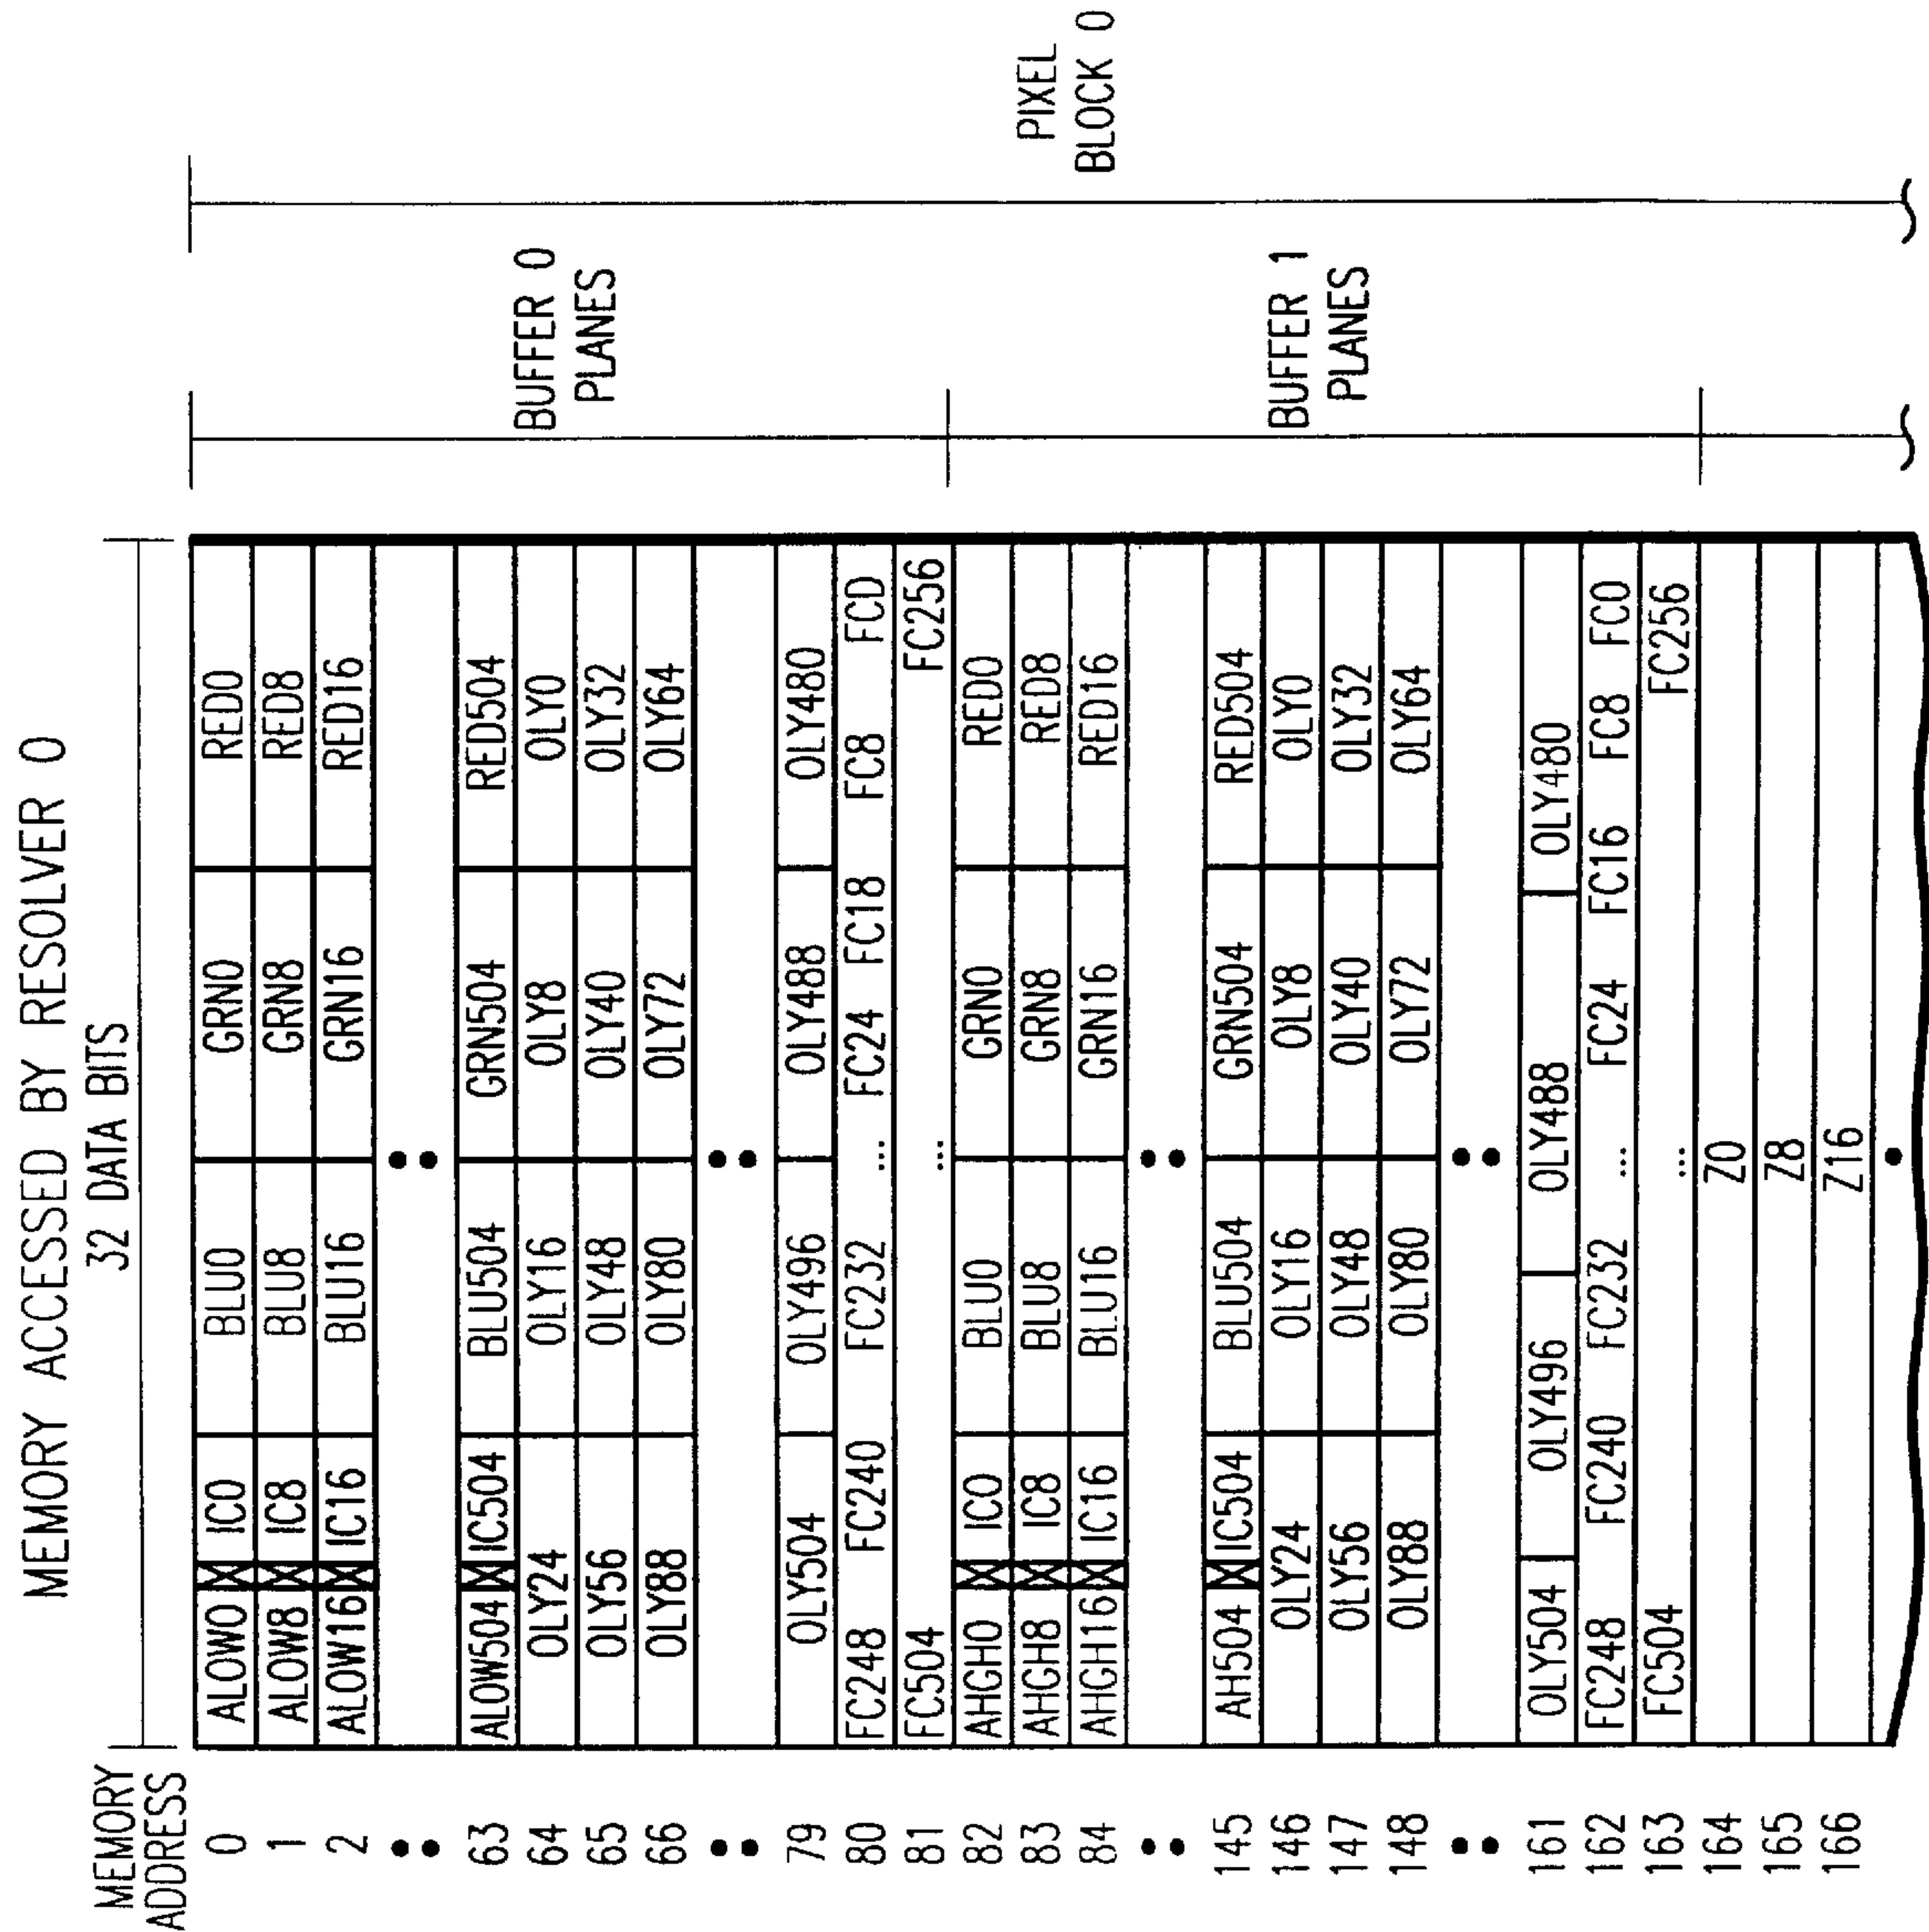 MEMORY ACCESSED BY RESOLVER 0
32 DATA BITS
MEMORY
ADDRESS
0 ALOW0 X IC0 BLU0 GRN0 RED0
1 ALOW8 X IC8 BLU8 GRN8 RED8
2 ALOW16 X IC16 BLU16 GRN16 RED16
63 ALOW504 X IC504 BLU504 GRN504 RED504
64 OLY24 OLY16 OLY8 OLY0
65 OLY56 OLY48 OLY40 OLY32
66 OLY88 OLY80 OLY72 OLY64
79 OLY504 OLY496 OLY488 OLY480
80 FC248 FC240 FC232 ... FC24 FC18 FC8 FCD
81 FC504 ... FC256
82 AHGH0 X IC0 BLU0 GRN0 RED0
83 AHGH8 X IC8 BLU8 GRN8 RED8
84 AHGH16 X IC16 BLU16 GRN16 RED16
145 AH504 X IC504 BLU504 GRN504 RED504
146 OLY24 OLY16 OLY8 OLY0
147 OLY56 OLY48 OLY40 OLY32
148 OLY88 OLY80 OLY72 OLY64
161 OLY504 OLY496 OLY488 OLY480
162 FC248 FC240 FC232 ... FC24 FC16 FC8 FC0
163 FC504 ... FC256
164 Z0
165 Z8
166 Z16
BUFFER 0
PLANES
BUFFER 1
PLANES
PIXEL
BLOCK 0